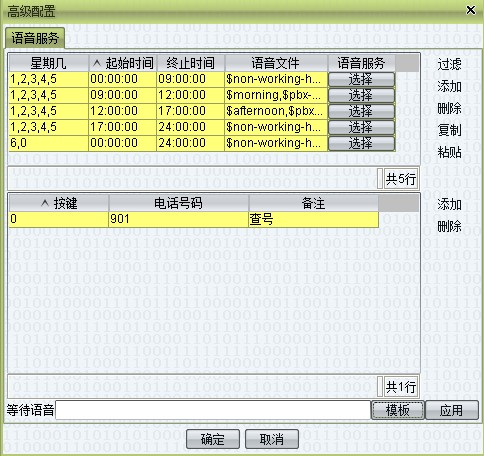 高级配置
语音服务
星期几 起始时间 终止时间 语音文件 语音服务
1,2,3,4,5 00:00:00 09:00:00 $non-working-h... 选择
1,2,3,4,5 09:00:00 12:00:00 $morning,$pbx-... 选择
1,2,3,4,5 12:00:00 17:00:00 $afternoon,$pbx... 选择
1,2,3,4,5 17:00:00 24:00:00 $non-working-h... 选择
6,0 00:00:00 24:00:00 $non-working-h... 选择
过滤
添加
删除
复制
粘贴
共5行
按键 电话号码 备注
0 901 查号
添加
删除
共1行
等待语音 模板 应用
确定 取消